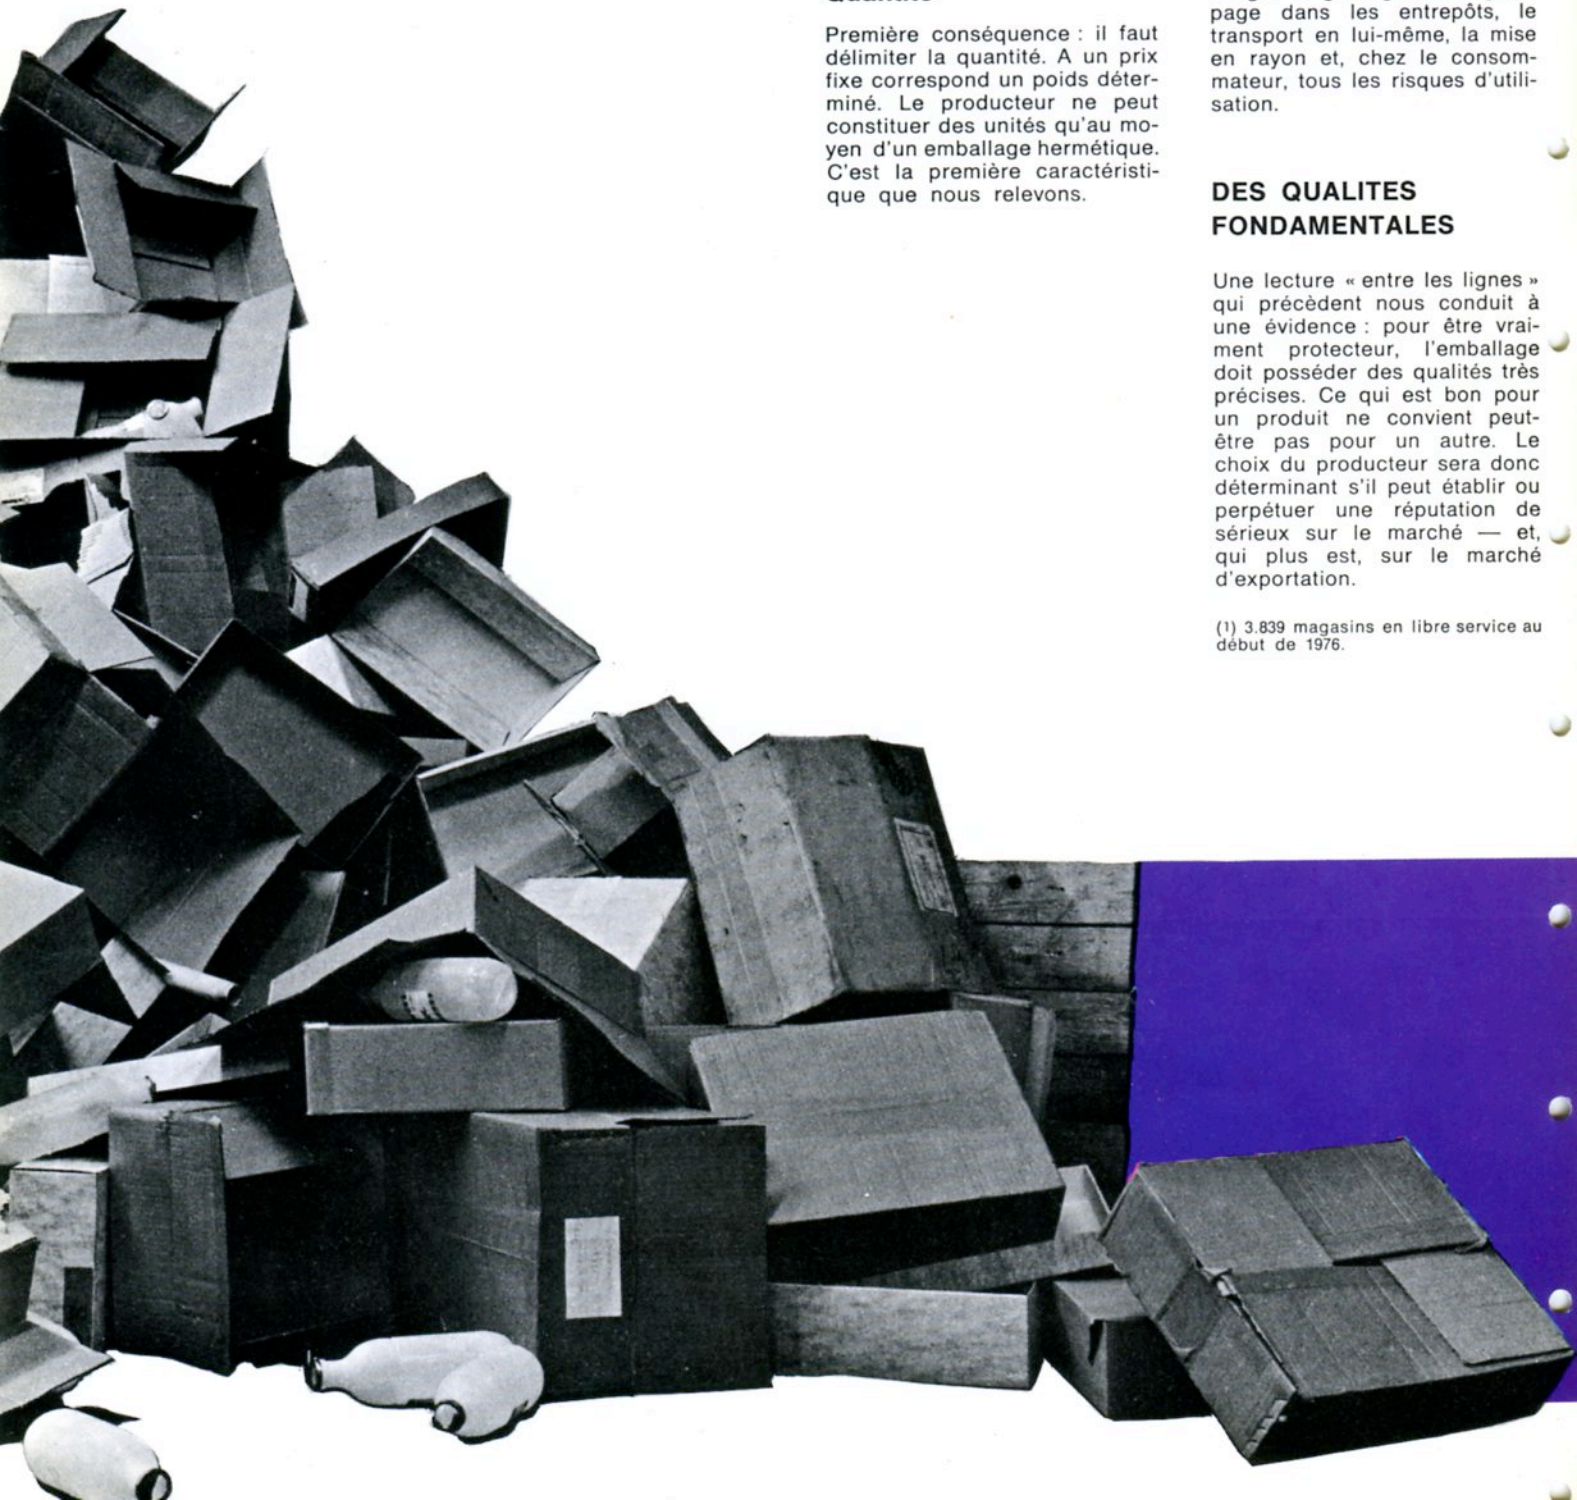 Première conséquence : il faut
délimiter la quantité. A un prix
fixe correspond un poids déter-
miné. Le producteur ne peut
constituer des unités qu'au mo-
yen d'un emballage hermétique.
C'est la première caractéristi-
que que nous relevons.
page dans les entrepôts, le
transport en lui-même, la mise
en rayon et, chez le consom-
mateur, tous les risques d'utili-
sation.
DES QUALITES
FONDAMENTALES
Une lecture « entre les lignes »
qui précèdent nous conduit à
une évidence : pour être vrai-
ment protecteur, l'emballage
doit posséder des qualités très
précises. Ce qui est bon pour
un produit ne convient peut-
être pas pour un autre. Le
choix du producteur sera donc
déterminant s'il peut établir ou
perpétuer une réputation de
sérieux sur le marché — et,
qui plus est, sur le marché
d'exportation.
(1) 3.839 magasins en libre service au
début de 1976.